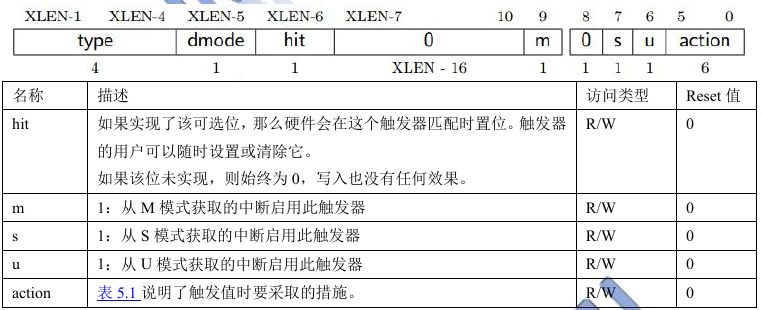 XLEN-1 XLEN-4 XLEN-5 XLEN-6 XLEN-7 10 9 8 7 6 5 0
type dmode hit 0 m 0 s u action
4 1 1 XLEN - 16 1 1 1 1 6
名称 描述 访问类型 Reset 值
hit 如果实现了该可选位，那么硬件会在这个触发器匹配时置位。触发器 R/W 0
的用户可以随时设置或清除它。
如果该位未实现，则始终为 0，写入也没有任何效果。
m 1：从 M 模式获取的中断启用此触发器 R/W 0
s 1：从 S 模式获取的中断启用此触发器 R/W 0
u 1：从 U 模式获取的中断启用此触发器 R/W 0
action 表 5.1 说明了触发值时要采取的措施。 R/W 0